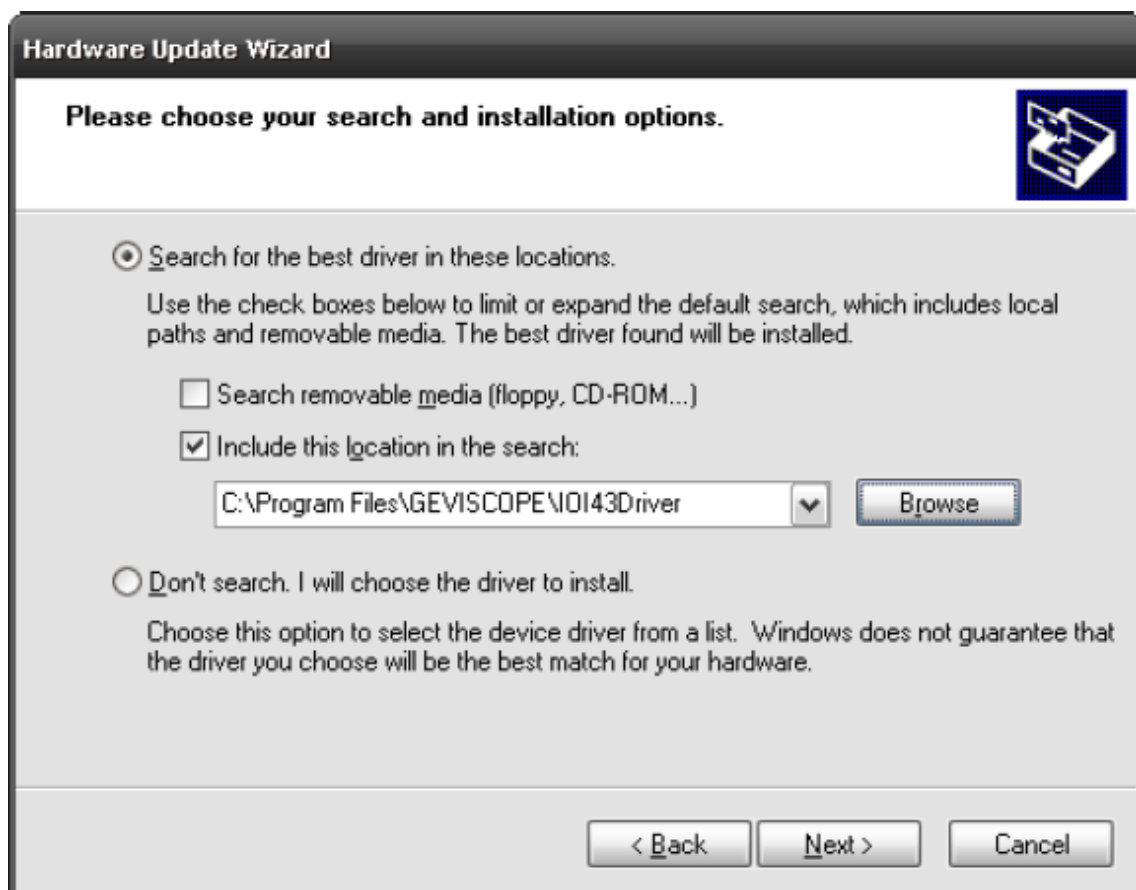 Hardware Update Wizard
Please choose your search and installation options.
Search for the best driver in these locations.
Use the check boxes below to limit or expand the default search, which includes local
paths and removable media. The best driver found will be installed.
Search removable media (floppy, CD-ROM...)
Include this location in the search:
C:\Program Files\GEVISCOPE\IOI43Driver
Browse
Don't search. I will choose the driver to install.
Choose this option to select the device driver from a list. Windows does not guarantee that
the driver you choose will be the best match for your hardware.
< Back Next > Cancel